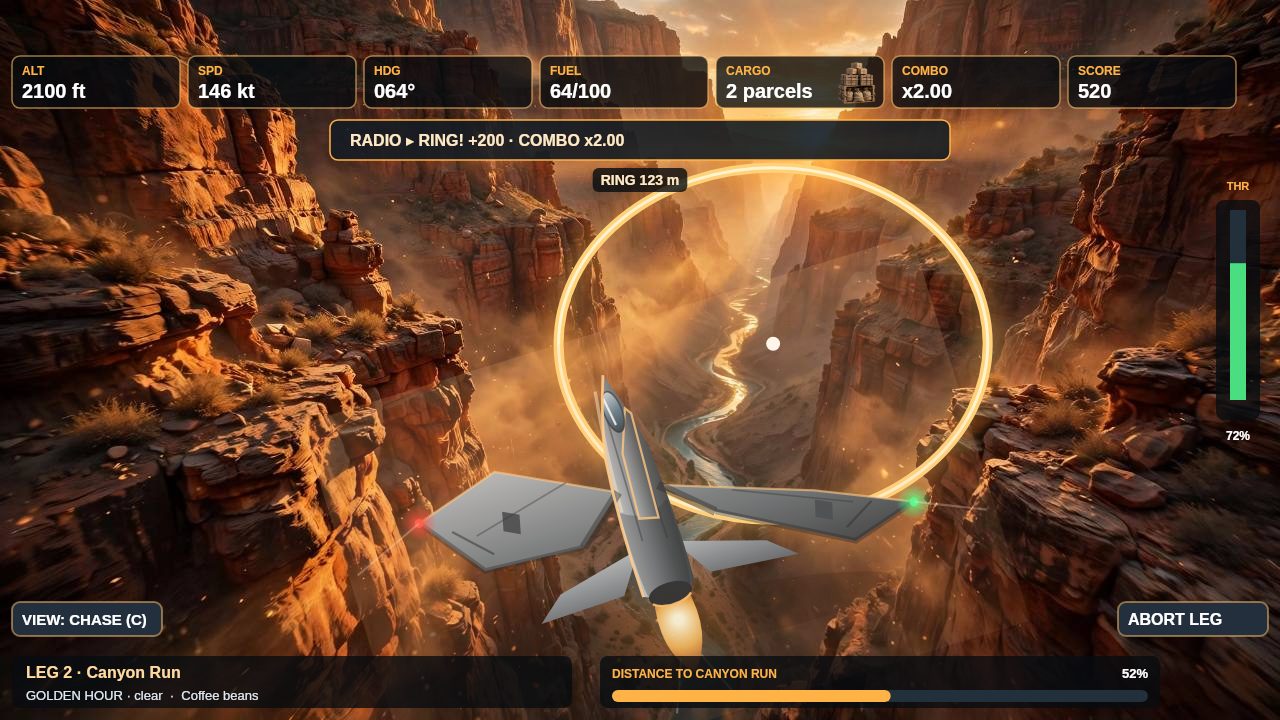 ALT
2100 ft
SPD
146 kt
HDG
064°
FUEL
64/100
CARGO
2 parcels
COMBO
x2.00
SCORE
520
RADIO ▸ RING! +200 · COMBO x2.00
RING 123 m
THR
72%
VIEW: CHASE (C)
ABORT LEG
LEG 2 · Canyon Run
GOLDEN HOUR · clear · Coffee beans
DISTANCE TO CANYON RUN
52%